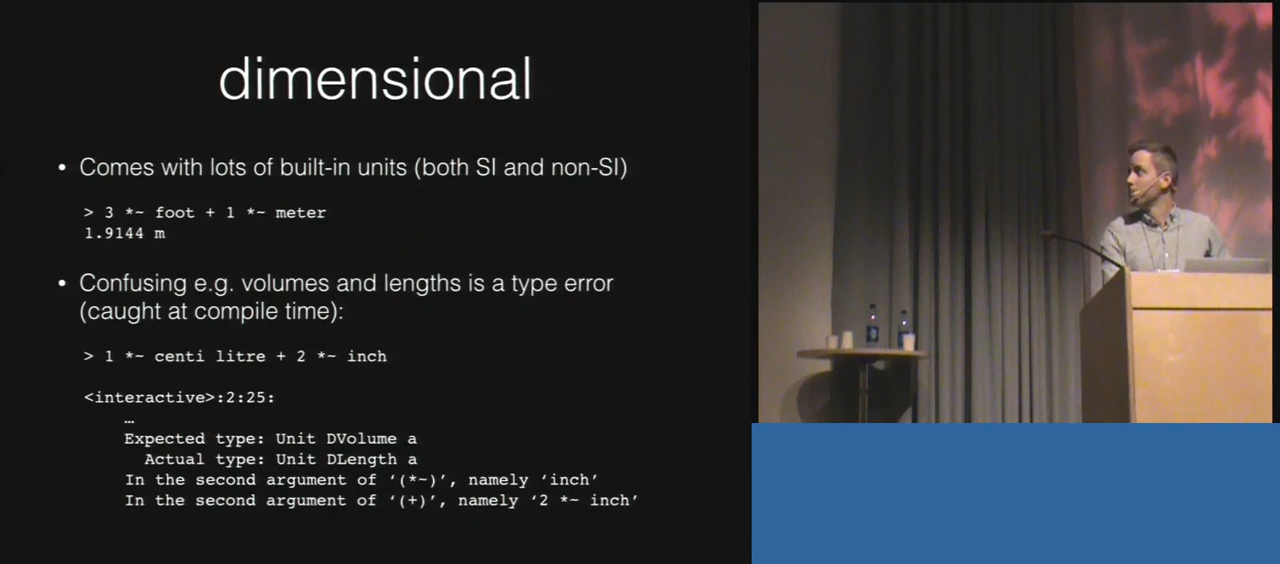 dimensional
• Comes with lots of built-in units (both SI and non-SI)
> 3 *~ foot + 1 *~ meter
1.9144 m
• Confusing e.g. volumes and lengths is a type error
(caught at compile time):
> 1 *~ centi litre + 2 *~ inch
<interactive>:2:25:
…
Expected type: Unit DVolume a
Actual type: Unit DLength a
In the second argument of ‘(*~)’, namely ‘inch’
In the second argument of ‘(+)’, namely ‘2 *~ inch’